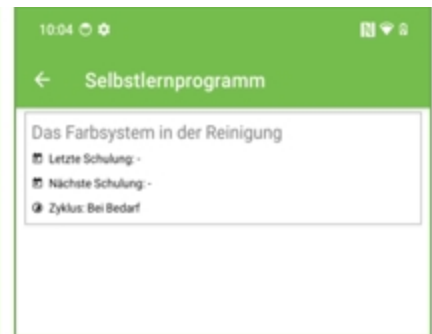 10:04
Selbstlernprogramm
Das Farbsystem in der Reinigung
Letzte Schulung: -
Nächste Schulung: -
Zyklus: Bei Bedarf